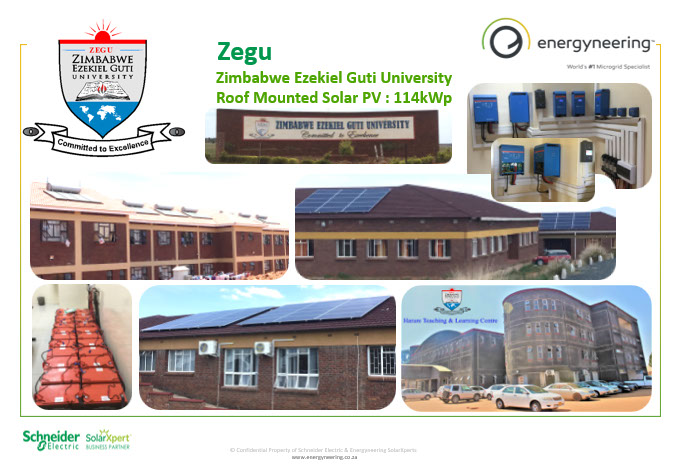 ZEGU
ZIMBABWE
EZEKIEL GUTI
UNIVERSITY
Committed to Excellence
Zegu
Zimbabwe Ezekiel Guti University
Roof Mounted Solar PV : 114kWp
energyneering™
World's #1 Microgrid Specialist
ZIMBABWE EZEKIEL GUTI UNIVERSITY
Committed to Excellence
Teaching & Learning Centre
Schneider
Electric
SolarXpert
BUSINESS PARTNER
© Confidential Property of Schneider Electric & Energyneering SolarXperts
www.energyneering.co.za